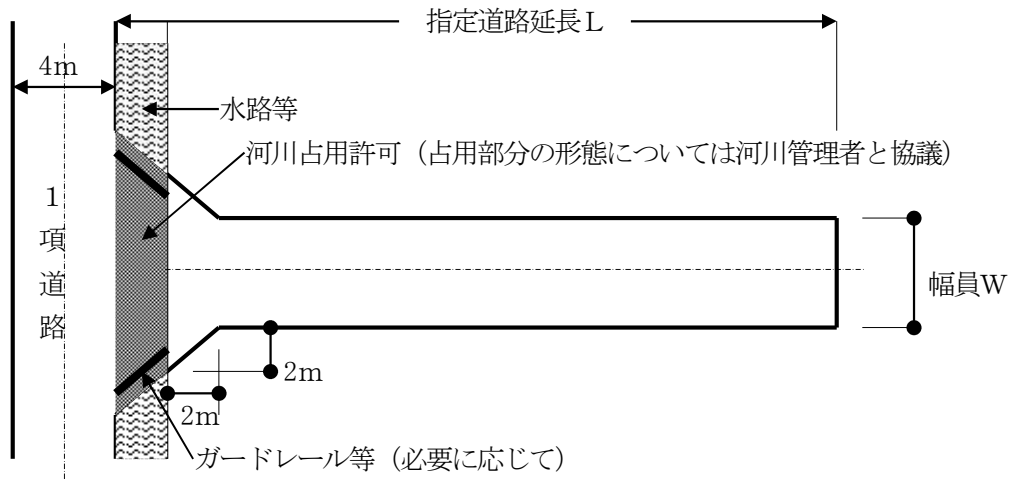 指定道路延長L
4m
水路等
河川占用許可（占用部分の形態については河川管理者と協議）
1項道路
幅員W
2m
2m
ガードレール等（必要に応じて）